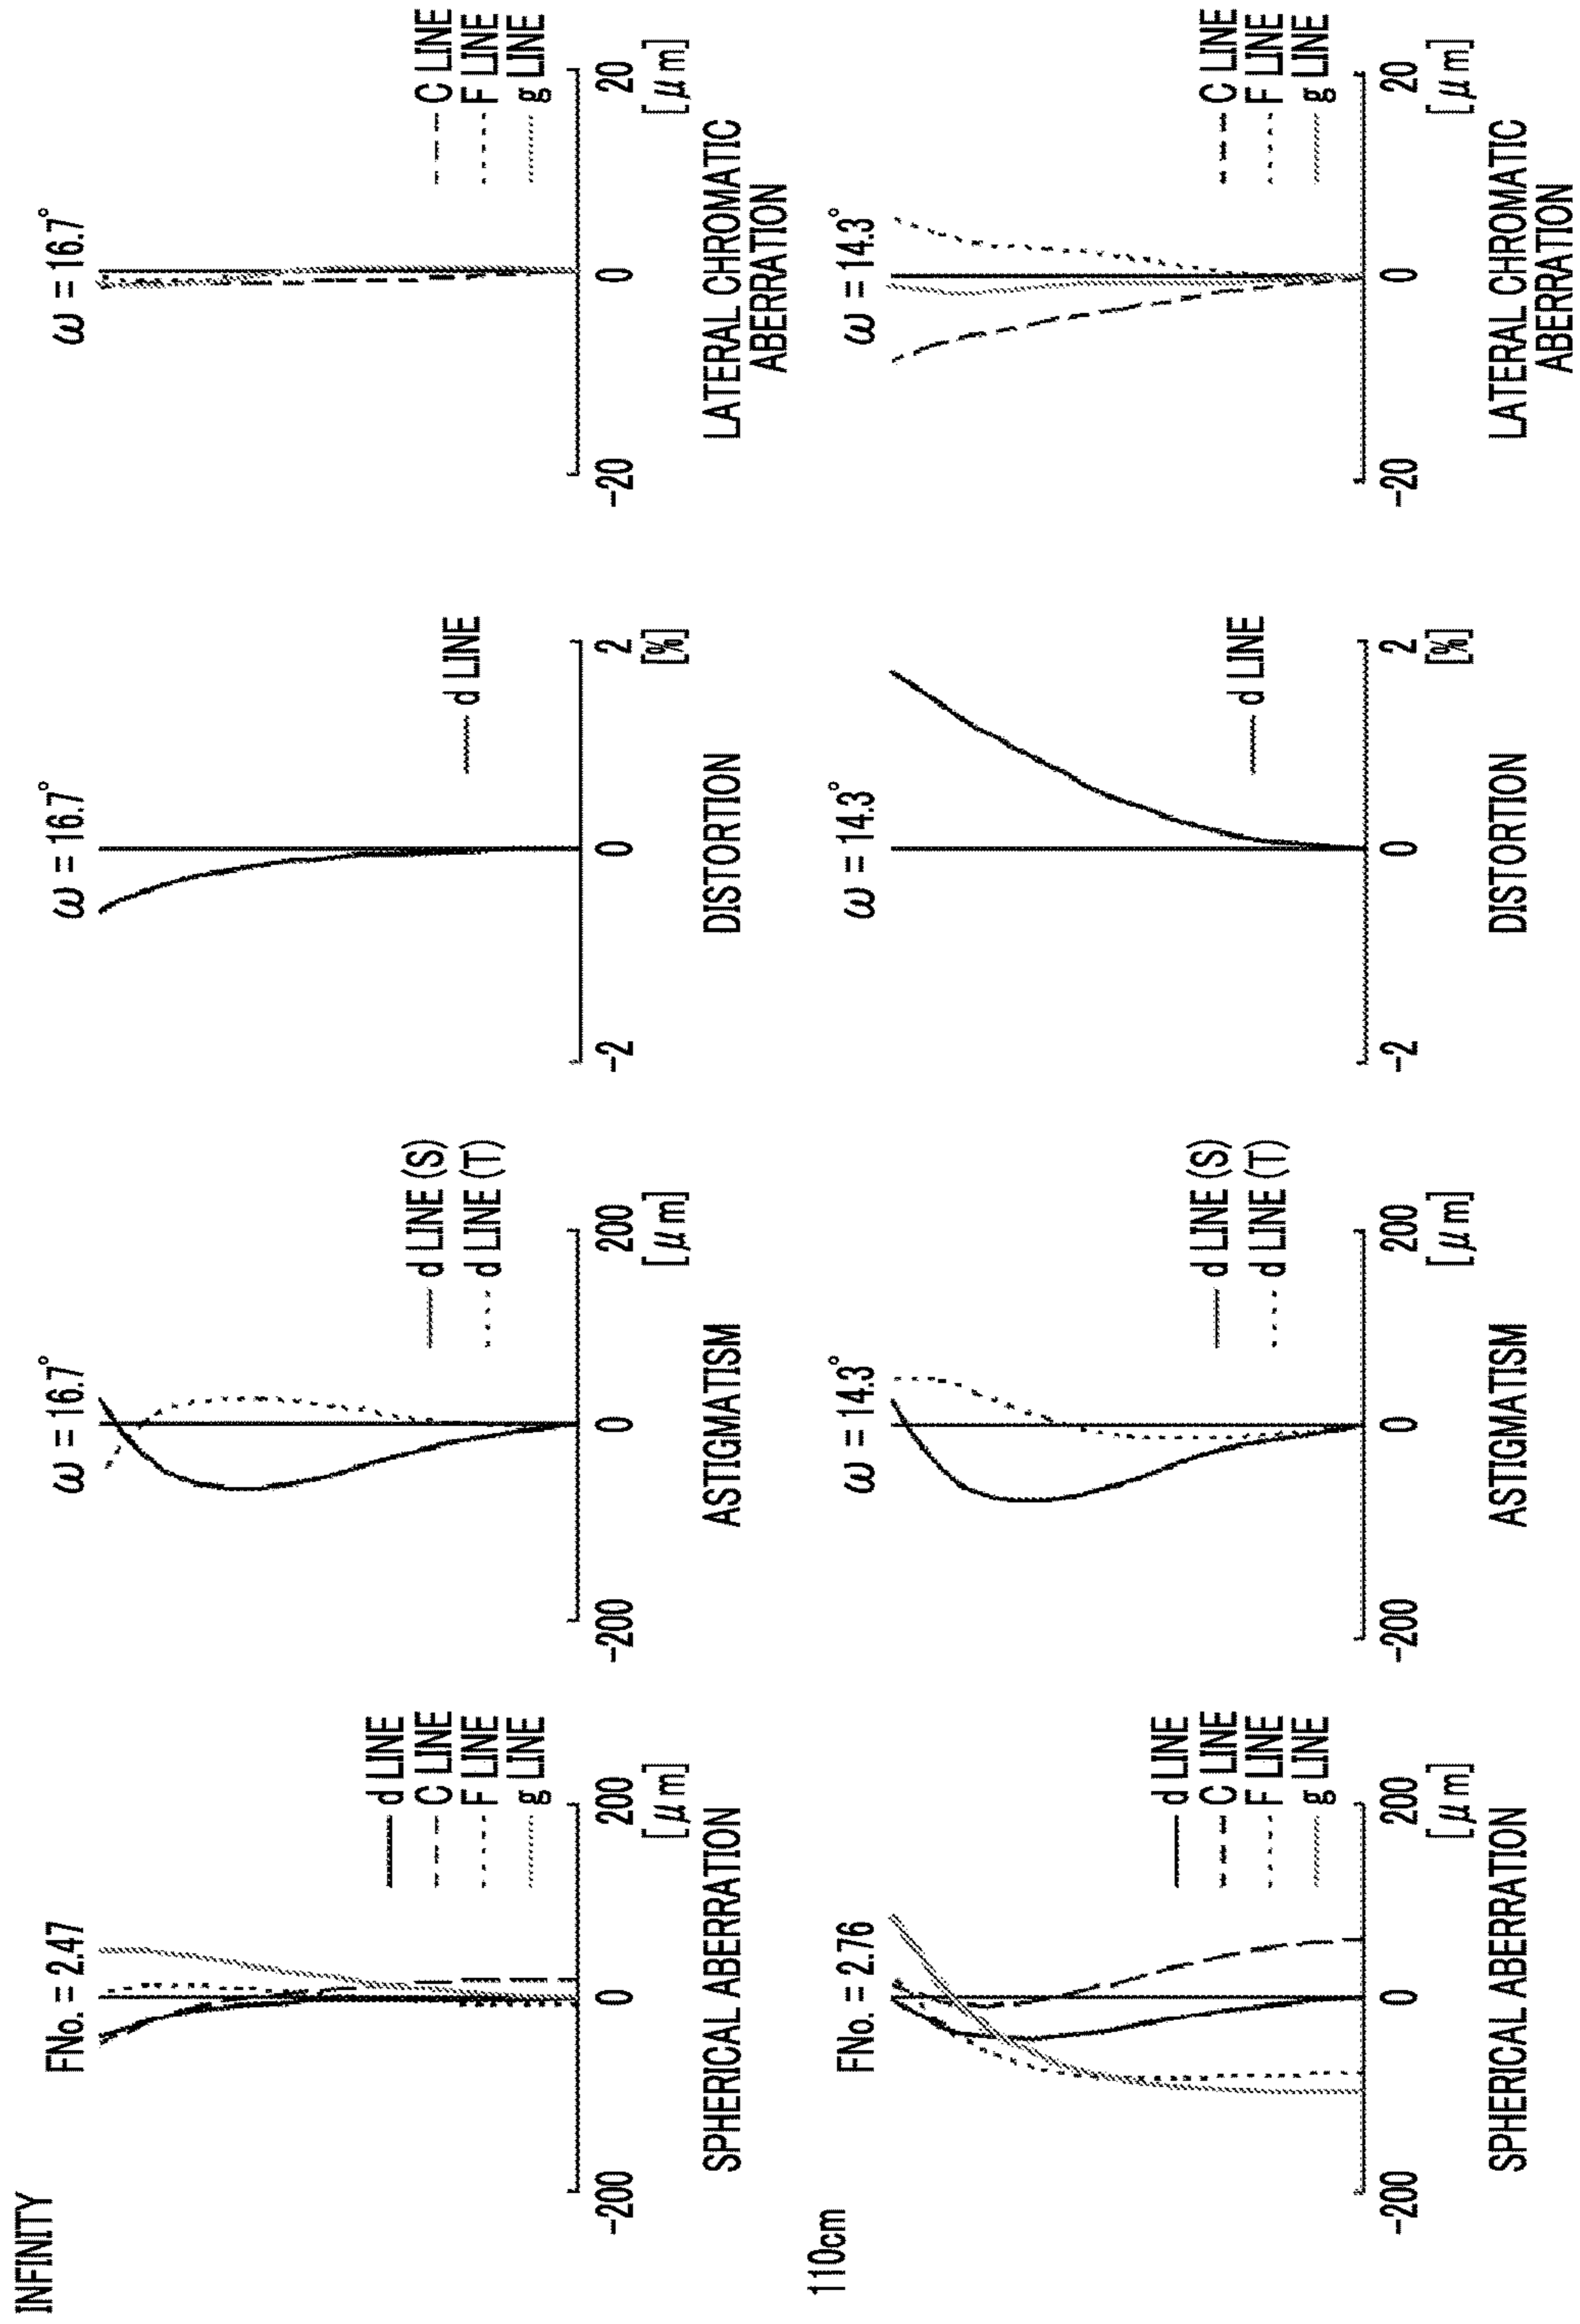 INFINITY
FNo. = 2.47
d LINE
C LINE
F LINE
g LINE
-200
0
200
[μm]
SPHERICAL ABERRATION
ω = 16.7°
d LINE (S)
d LINE (T)
-200
0
200
[μm]
ASTIGMATISM
ω = 16.7°
d LINE
-2
0
2
[%]
DISTORTION
ω = 16.7°
C LINE
F LINE
g LINE
-20
0
20
[μm]
LATERAL CHROMATIC
ABERRATION
110cm
FNo. = 2.76
d LINE
C LINE
F LINE
g LINE
-200
0
200
[μm]
SPHERICAL ABERRATION
ω = 14.3°
d LINE (S)
d LINE (T)
-200
0
200
[μm]
ASTIGMATISM
ω = 14.3°
d LINE
-2
0
2
[%]
DISTORTION
ω = 14.3°
C LINE
F LINE
g LINE
-20
0
20
[μm]
LATERAL CHROMATIC
ABERRATION